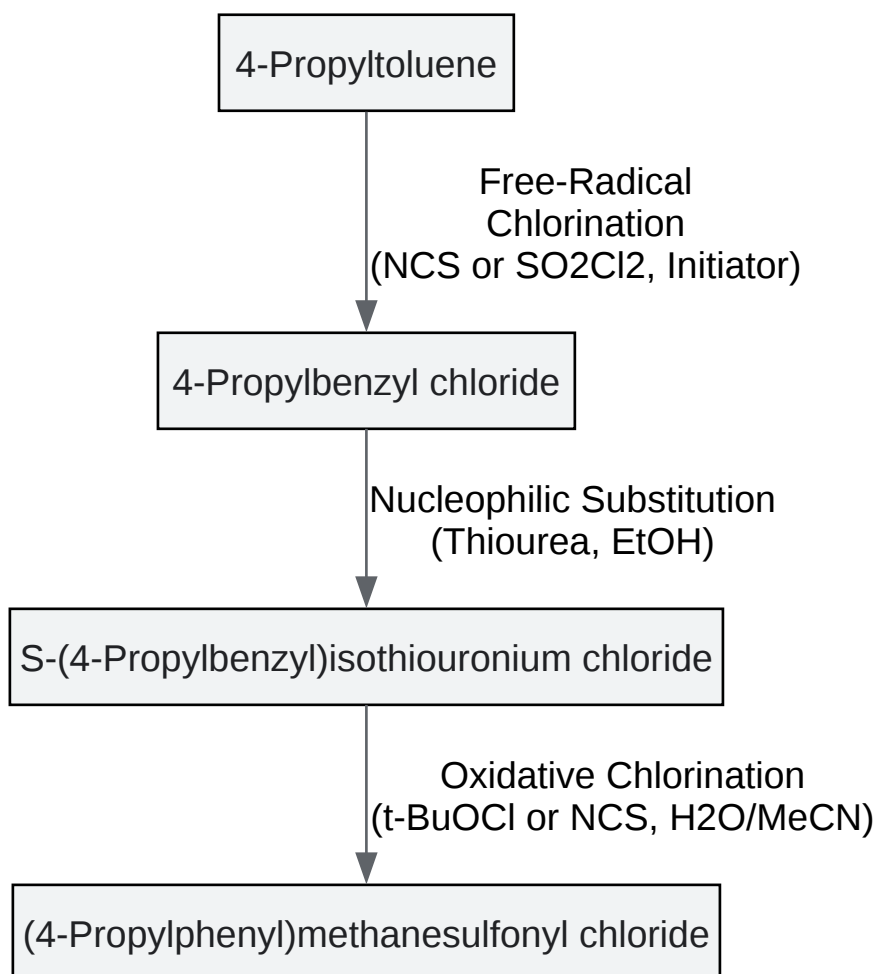 4-Propyltoluene
Free-Radical
Chlorination
(NCS or SO2Cl2, Initiator)
4-Propylbenzyl chloride
Nucleophilic Substitution
(Thiourea, EtOH)
S-(4-Propylbenzyl)isothiouronium chloride
Oxidative Chlorination
(t-BuOCl or NCS, H2O/MeCN)
(4-Propylphenyl)methanesulfonyl chloride